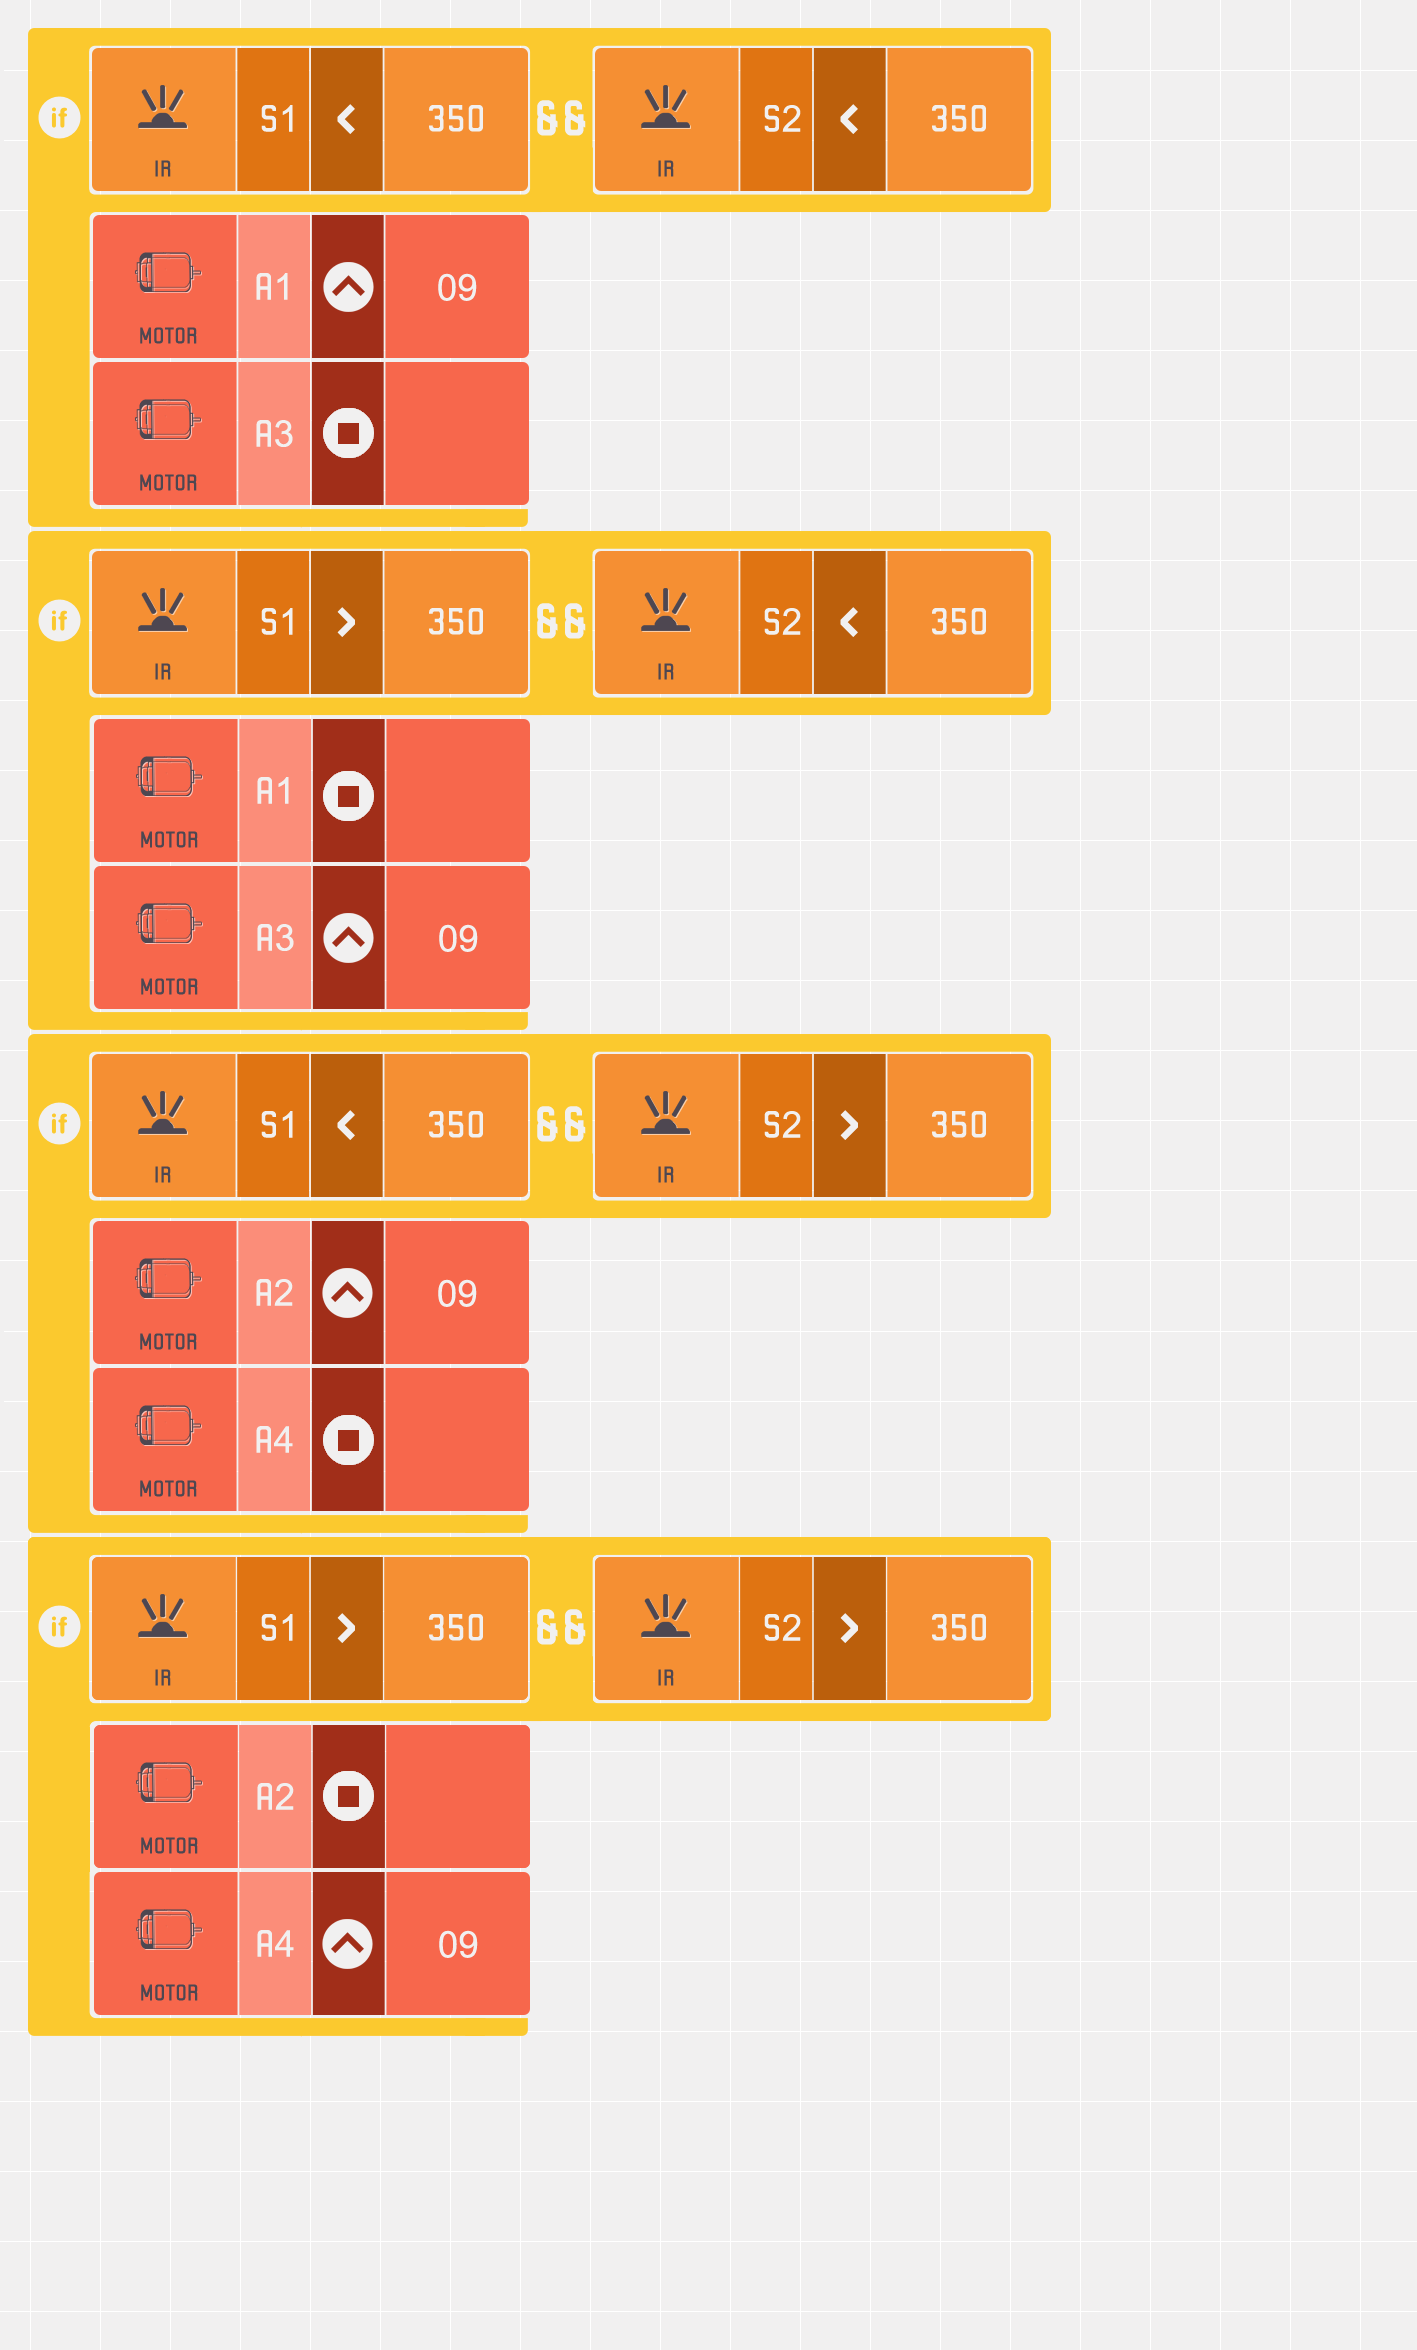 if S1 < 350 && S2 < 350
IR IR
A1 09
MOTOR
A3
MOTOR
if S1 > 350 && S2 < 350
IR IR
A1
MOTOR
A3 09
MOTOR
if S1 < 350 && S2 > 350
IR IR
A2 09
MOTOR
A4
MOTOR
if S1 > 350 && S2 > 350
IR IR
A2
MOTOR
A4 09
MOTOR